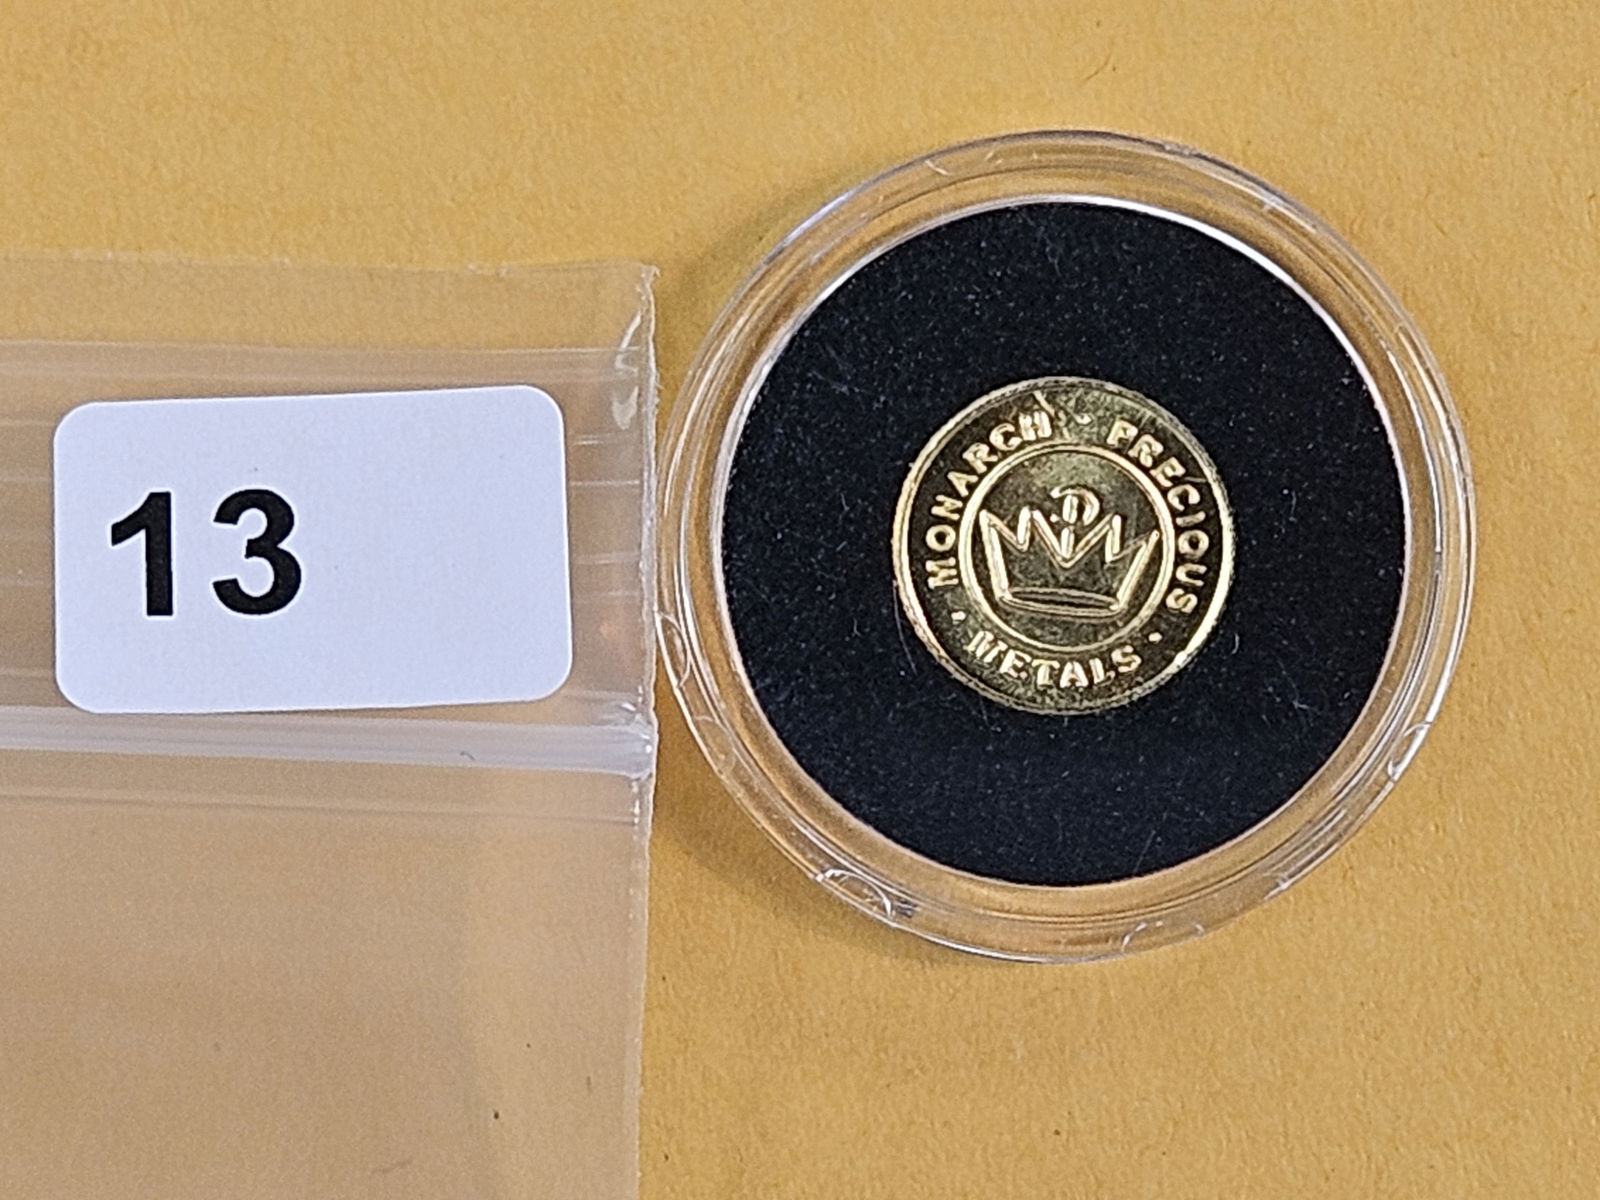 13
MONARCH · PRECIOUS
· METALS ·